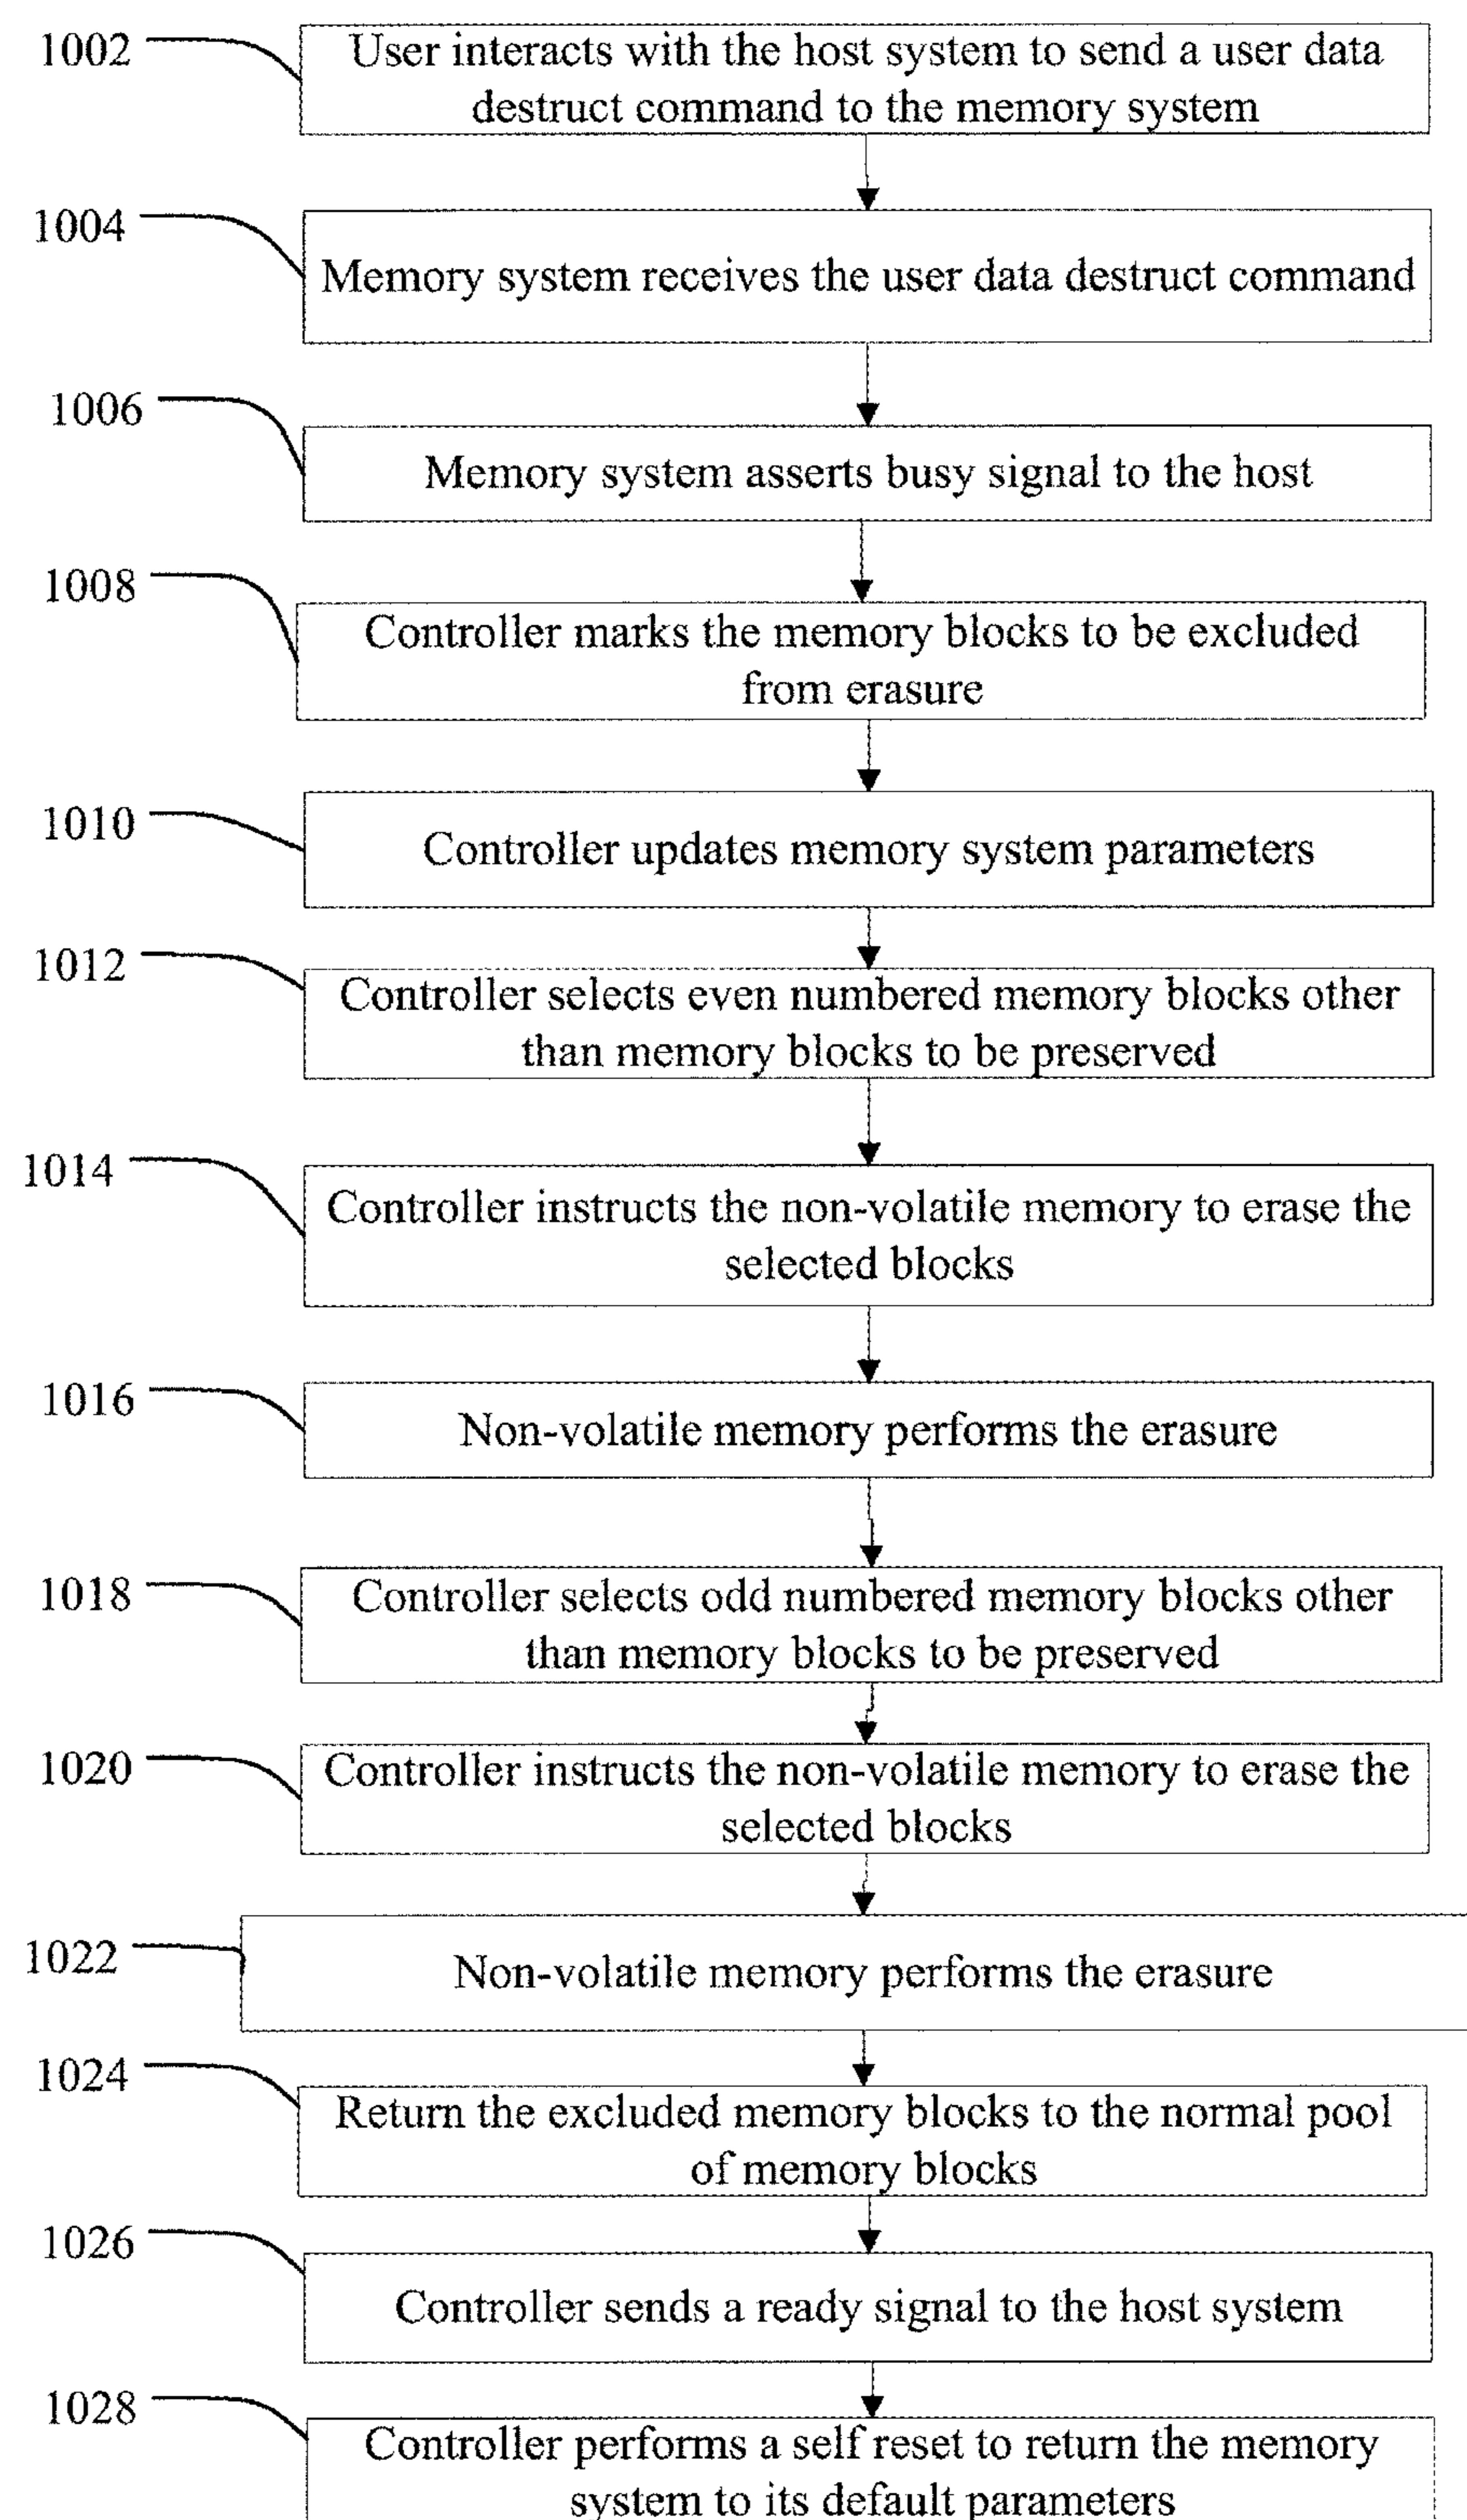 1002
User interacts with the host system to send a user data
destruct command to the memory system
1004
Memory system receives the user data destruct command
1006
Memory system asserts busy signal to the host
1008
Controller marks the memory blocks to be excluded
from erasure
1010
Controller updates memory system parameters
1012
Controller selects even numbered memory blocks other
than memory blocks to be preserved
1014
Controller instructs the non-volatile memory to erase the
selected blocks
1016
Non-volatile memory performs the erasure
1018
Controller selects odd numbered memory blocks other
than memory blocks to be preserved
1020
Controller instructs the non-volatile memory to erase the
selected blocks
1022
Non-volatile memory performs the erasure
1024
Return the excluded memory blocks to the normal pool
of memory blocks
1026
Controller sends a ready signal to the host system
1028
Controller performs a self reset to return the memory
system to its default parameters